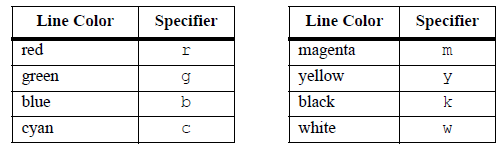 Line Color Specifier
red r
green g
blue b
cyan c
Line Color Specifier
magenta m
yellow y
black k
white w